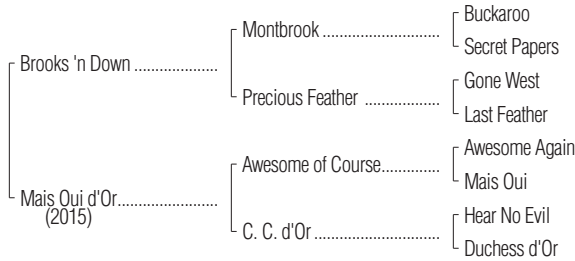 Buckaroo
Montbrook ..............................
Secret Papers
Brooks 'n Down .....................
Gone West
Precious Feather ...................
Last Feather
Awesome Again
Awesome of Course...............
Mais Oui
Mais Oui d'Or.........................
(2015)
Hear No Evil
C. C. d'Or ................................
Duchess d'Or